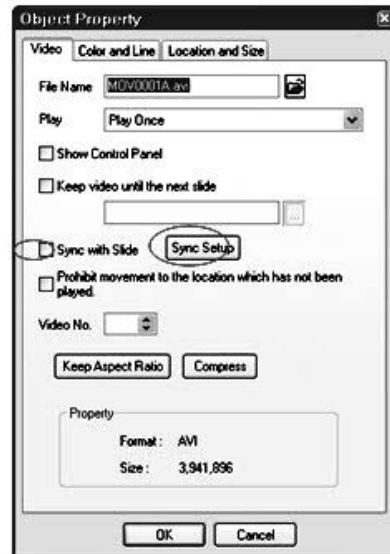 Object Property
Video Color and Line Location and Size
File Name MOV0001A.avi
Play Play Once
Show Control Panel
Keep video until the next slide
...
Sync with Slide Sync Setup
Prohibit movement to the location which has not been
played.
Video No.
Keep Aspect Ratio Compress
Property
Format : AVI
Size : 3,941,896
OK Cancel